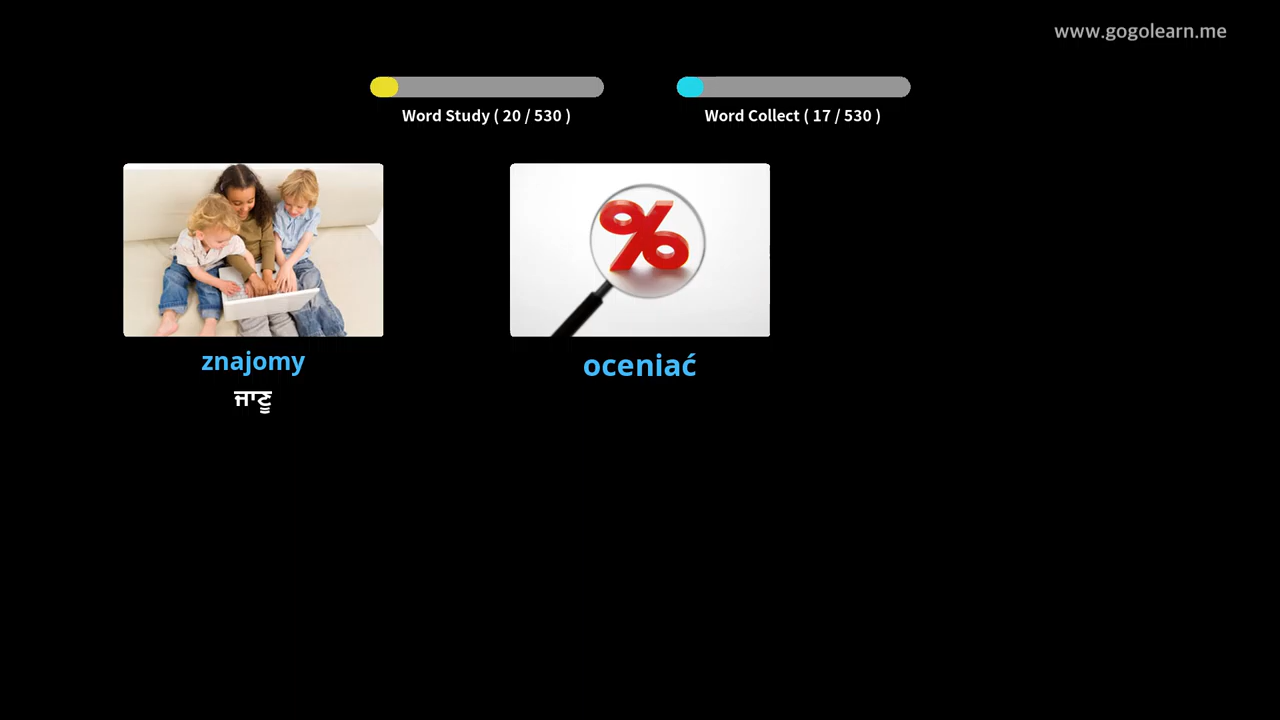 www.gogolearn.me
Word Study ( 20 / 530 )
Word Collect ( 17 / 530 )
%
znajomy
oceniać
ਜਾਣੂ